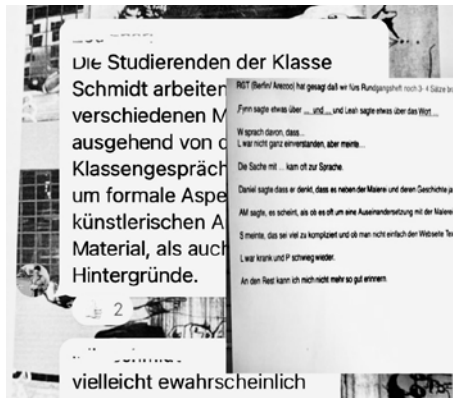 Die Studierenden der Klasse
Schmidt arbeiten
verschiedenen M
ausgehend von d
Klassengespräch
um formale Aspe
künstlerischen A
Material, als auch
Hintergründe.
2
vielleicht ewahrscheinlich
RGT (Berlin/ Arezoo) hat gesagt daß wir fürs Rundgangsheft noch 3- 4 Sätze
„Fynn sagte etwas über ... und ... und Leah sagte etwas über das Wort ...
W sprach davon, dass...
L war nicht ganz einverstanden, aber meinte...
Die Sache mit ... kam oft zur Sprache.
Daniel sagte dass er denkt, dass es neben der Malerei und deren Geschichte ja
AM sagte, es scheint, als ob es oft um eine Auseinandersetzung mit der Malerei
S meinte, das sei viel zu kompliziert und ob man nicht einfach den Webseite Te
L war krank und P schwieg wieder.
An den Rest kann ich mich nicht mehr so gut erinnern.